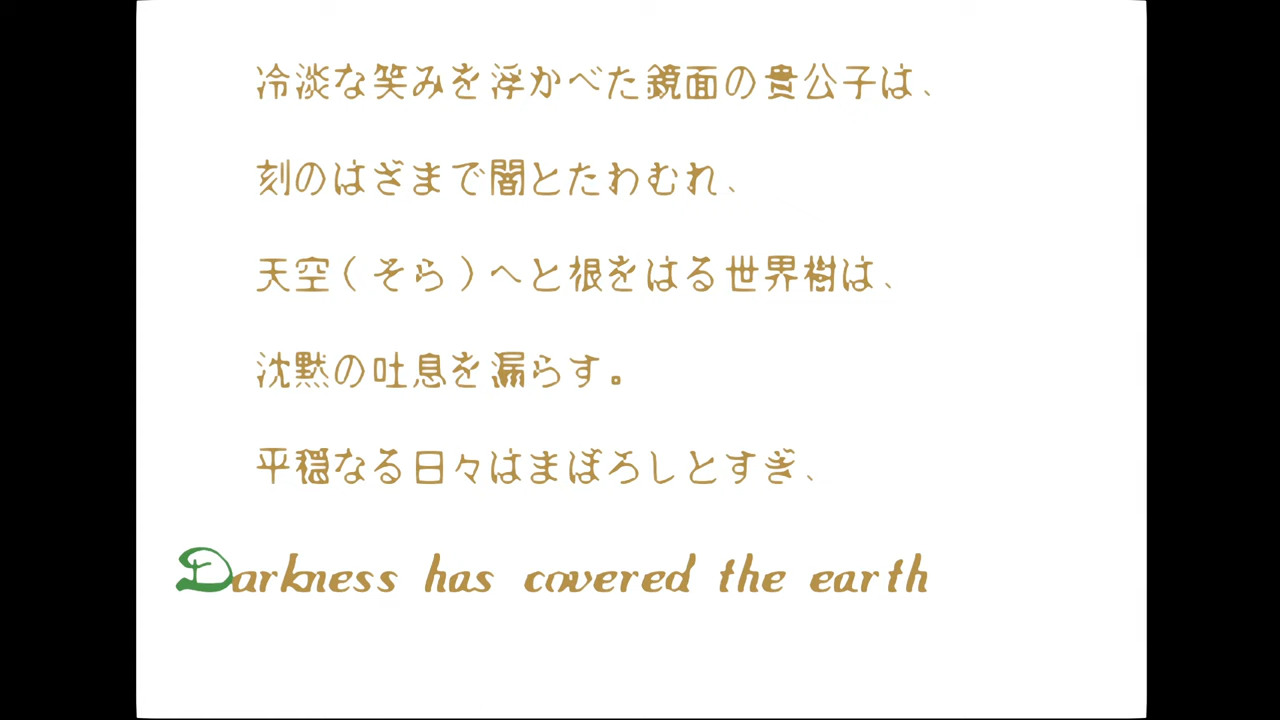 冷淡な笑みを浮かべた鏡面の貴公子は、
刻のはざまで闇とたわむれ、
天空(そら)へと根をはる世界樹は、
沈黙の吐息を漏らす。
平穏なる日々はまぼろしとすぎ、
Darkness has covered the earth